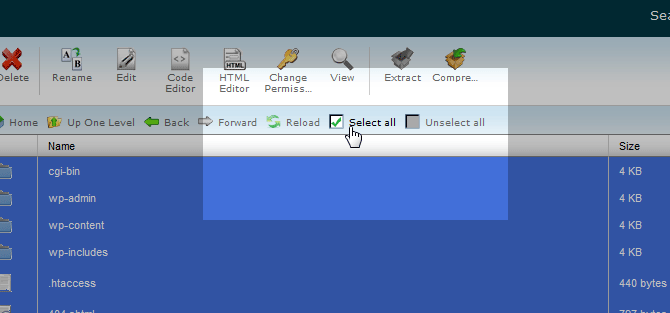 Sea
Delete Rename Edit Code Editor HTML Editor Change Permiss... View Extract Compre...
Home Up One Level Back Forward Reload Select all Unselect all
Name Size
cgi-bin 4 KB
wp-admin 4 KB
wp-content 4 KB
wp-includes 4 KB
.htaccess 440 bytes